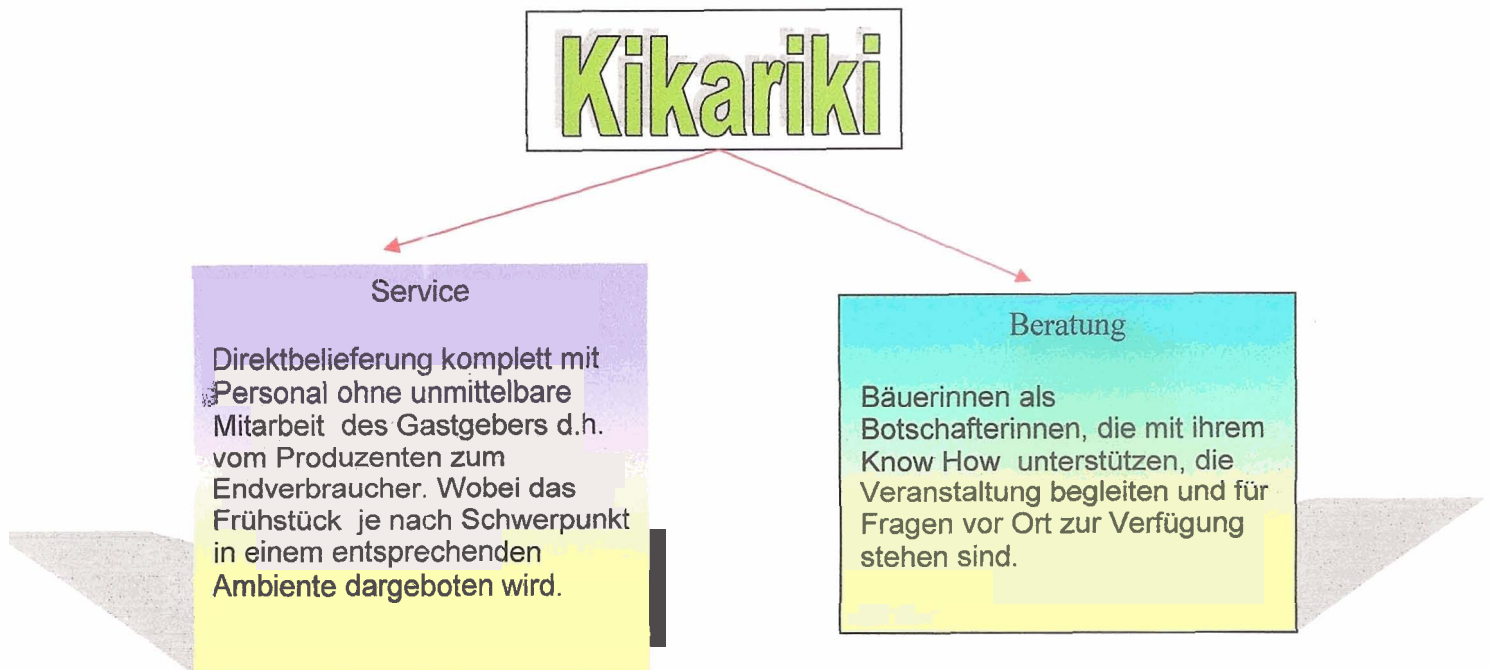 Kikariki
Service
Direktbelieferung komplett mit
Personal ohne unmittelbare
Mitarbeit des Gastgebers d.h.
vom Produzenten zum
Endverbraucher. Wobei das
Frühstück je nach Schwerpunkt
in einem entsprechenden
Ambiente dargeboten wird.
Beratung
Bäuerinnen als
Botschafterinnen, die mit ihrem
Know How unterstützen, die
Veranstaltung begleiten und für
Fragen vor Ort zur Verfügung
stehen sind.